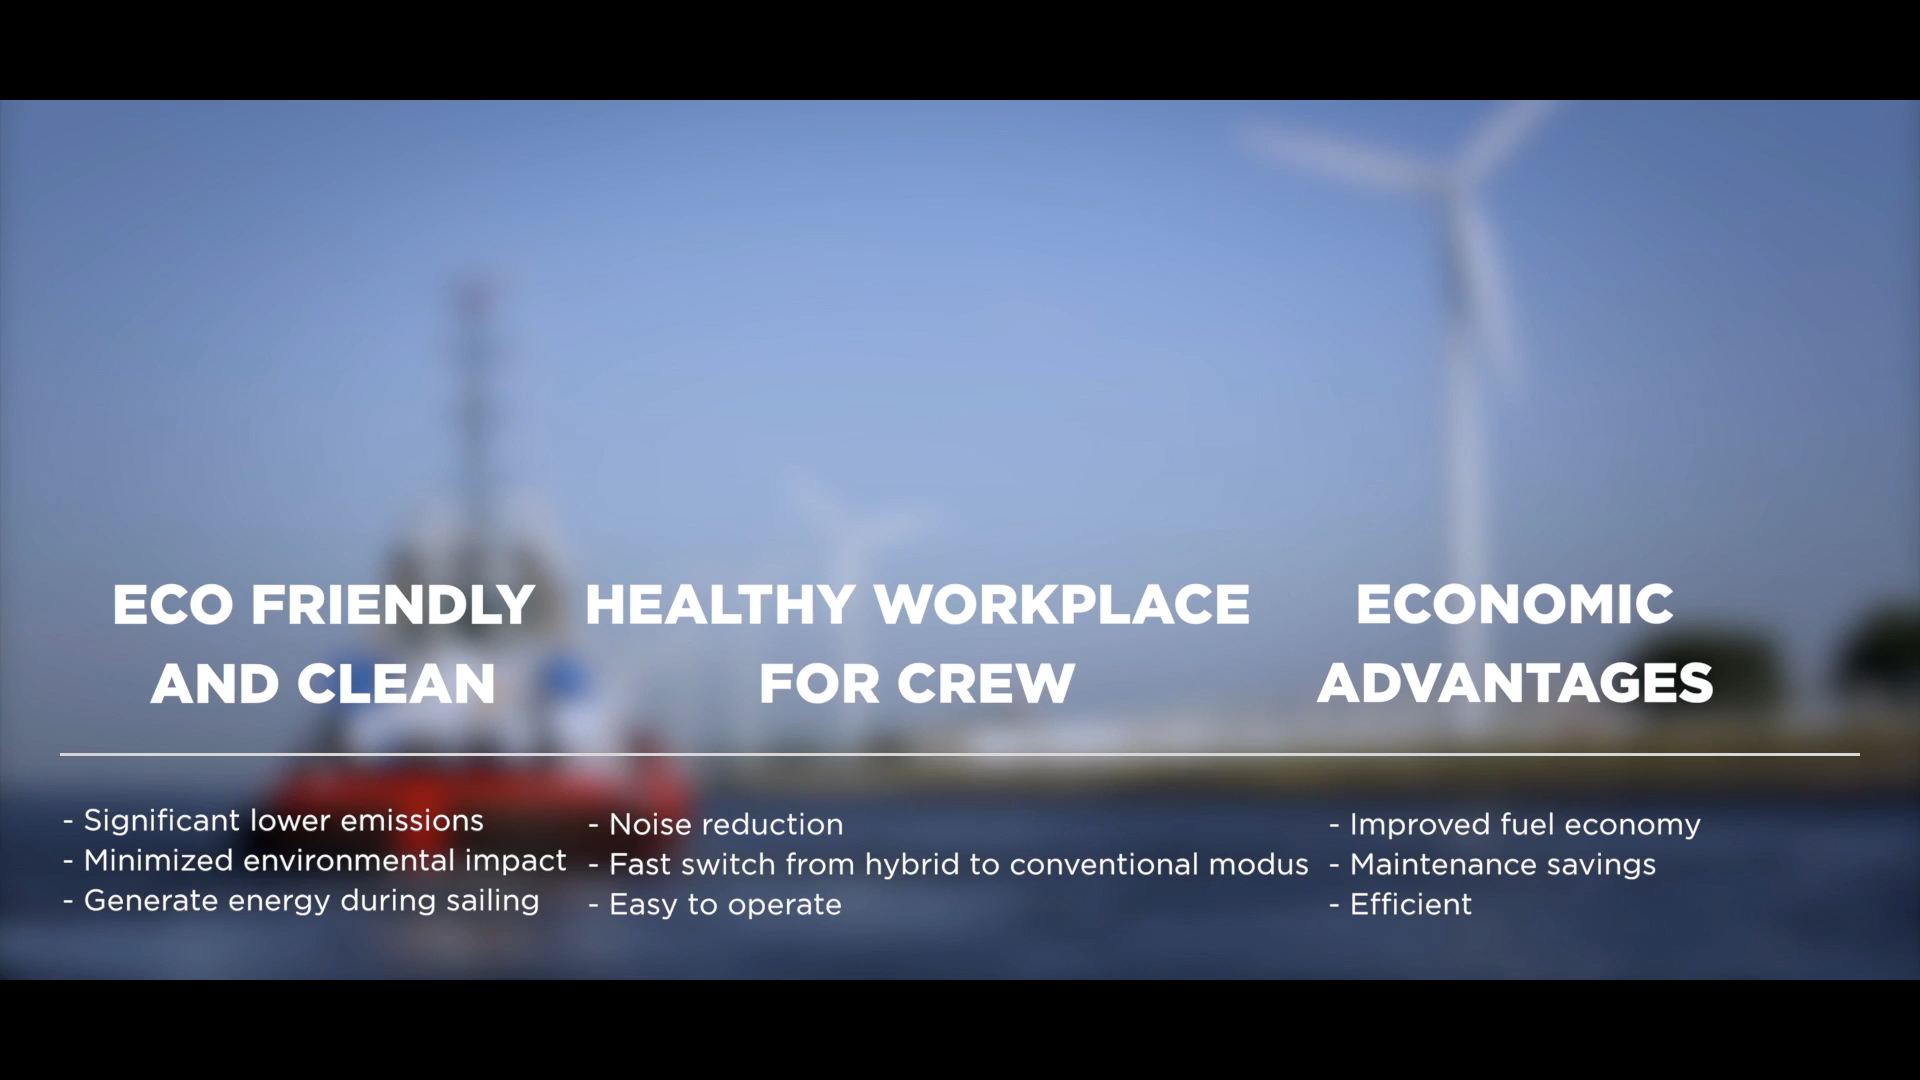 ECO FRIENDLY
AND CLEAN
- Significant lower emissions
- Minimized environmental impact
- Generate energy during sailing
HEALTHY WORKPLACE
FOR CREW
- Noise reduction
- Fast switch from hybrid to conventional modus
- Easy to operate
ECONOMIC
ADVANTAGES
- Improved fuel economy
- Maintenance savings
- Efficient